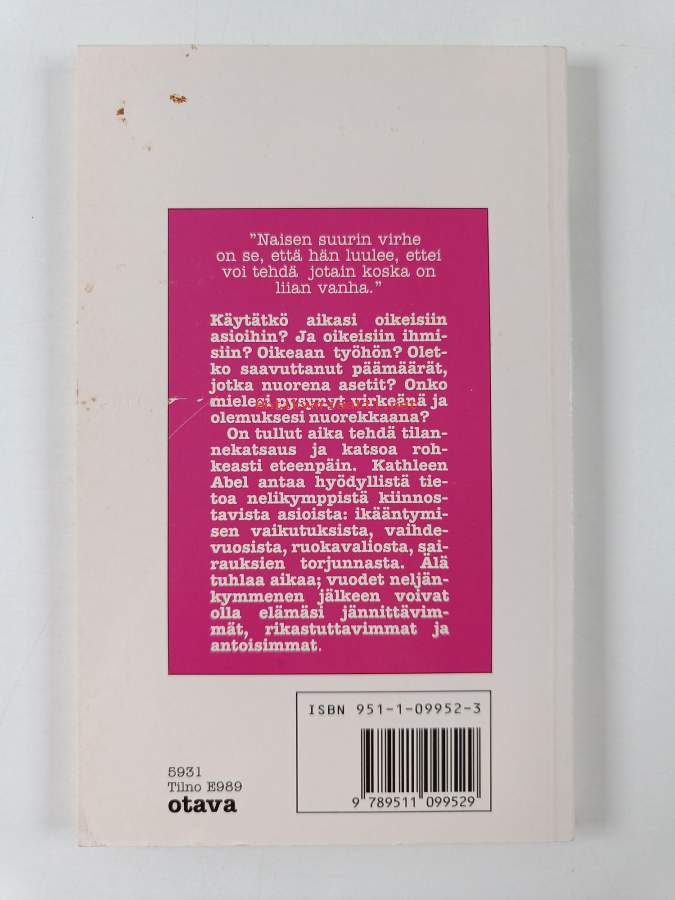 "Naisen suurin virhe
on se, että hän luulee, ettei
voi tehdä jotain koska on
liian vanha."
Käytätkö aikasi oikeisiin
asioihin? Ja oikeisiin ihmi-
siin? Oikeaan työhön? Olet-
ko saavuttanut päämäärät,
jotka nuorena asetit? Onko
mielesi pysynyt virkeänä ja
olemuksesi nuorekkaana?
On tullut aika tehdä tilan-
nekatsaus ja katsoa roh-
keasti eteenpäin. Kathleen
Abel antaa hyödyllistä tie-
toa nelikymppistä kiinnos-
tavista asioista: ikääntymi-
sen vaikutuksista, vaihde-
vuosista, ruokavaliosta, sai-
rauksien torjunnasta. Älä
tuhlaa aikaa; vuodet neljän-
kymmenen jälkeen voivat
olla elämäsi jännittävim-
mät, rikastuttavimmat ja
antoisimmat.
ISBN 951-1-09952-3
5931
Tilno E989
otava
9 789511 099529